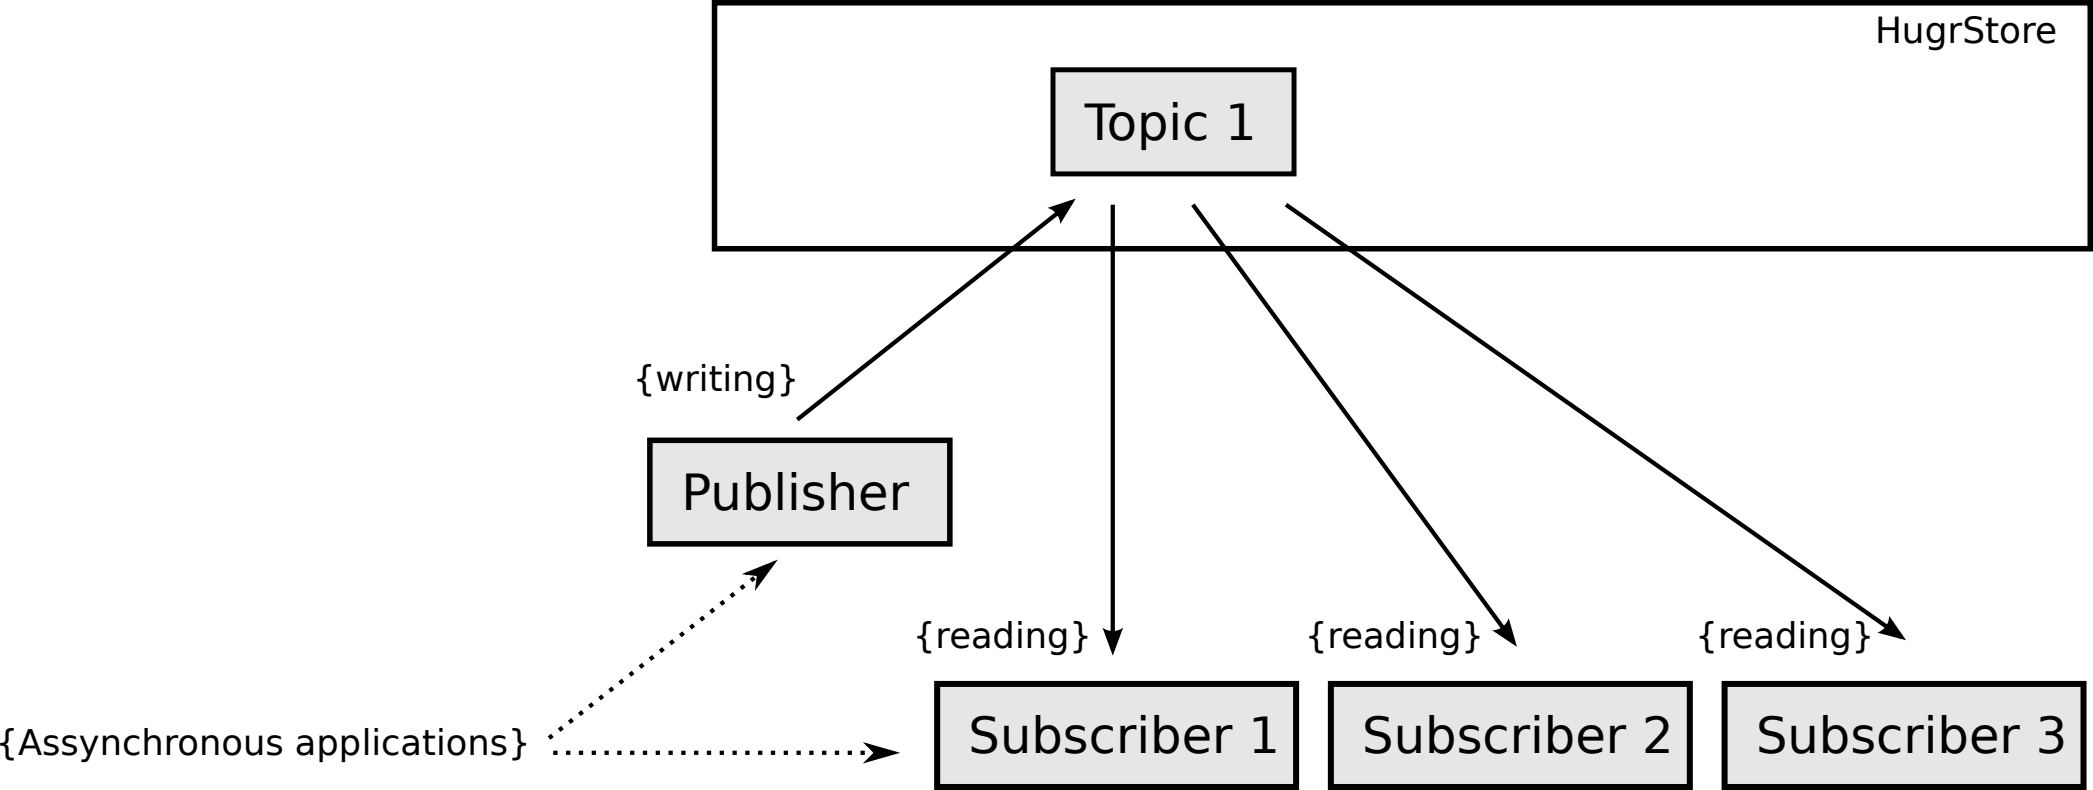 HugrStore
Topic 1
{writing}
Publisher
{reading}
{reading}
{reading}
{Assynchronous applications}
Subscriber 1
Subscriber 2
Subscriber 3